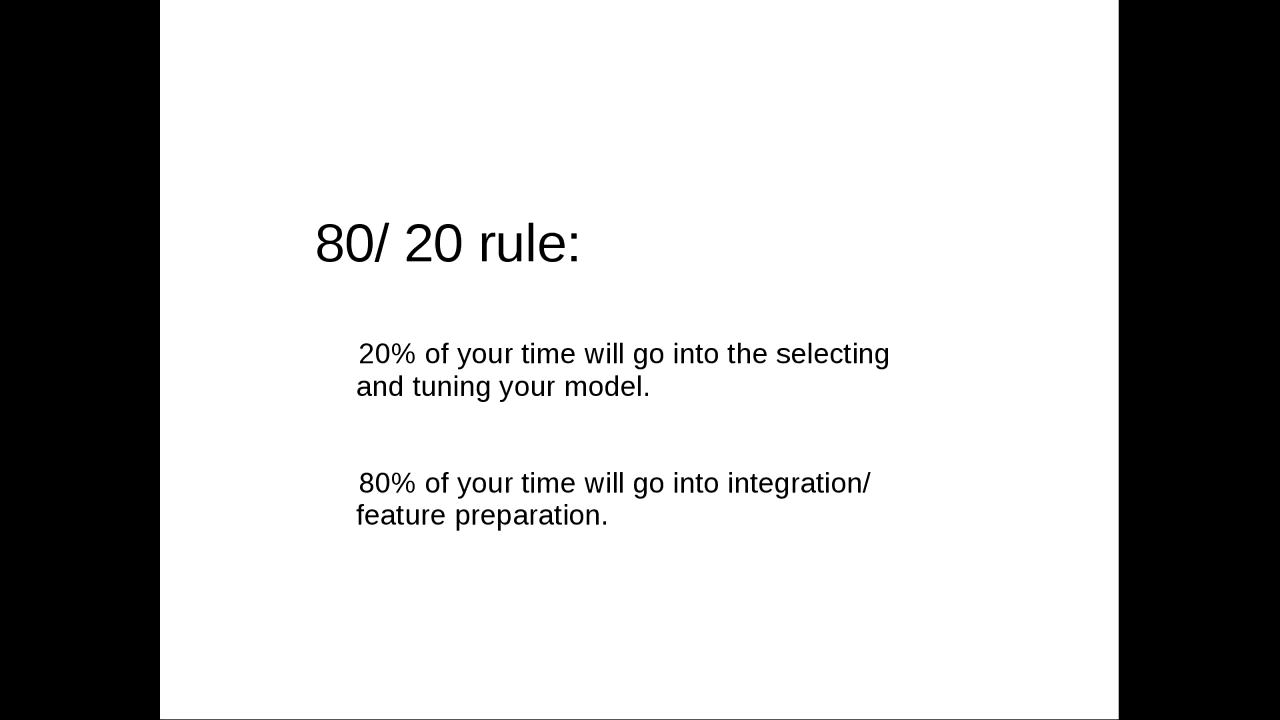 80/ 20 rule:
20% of your time will go into the selecting
and tuning your model.
80% of your time will go into integration/
feature preparation.